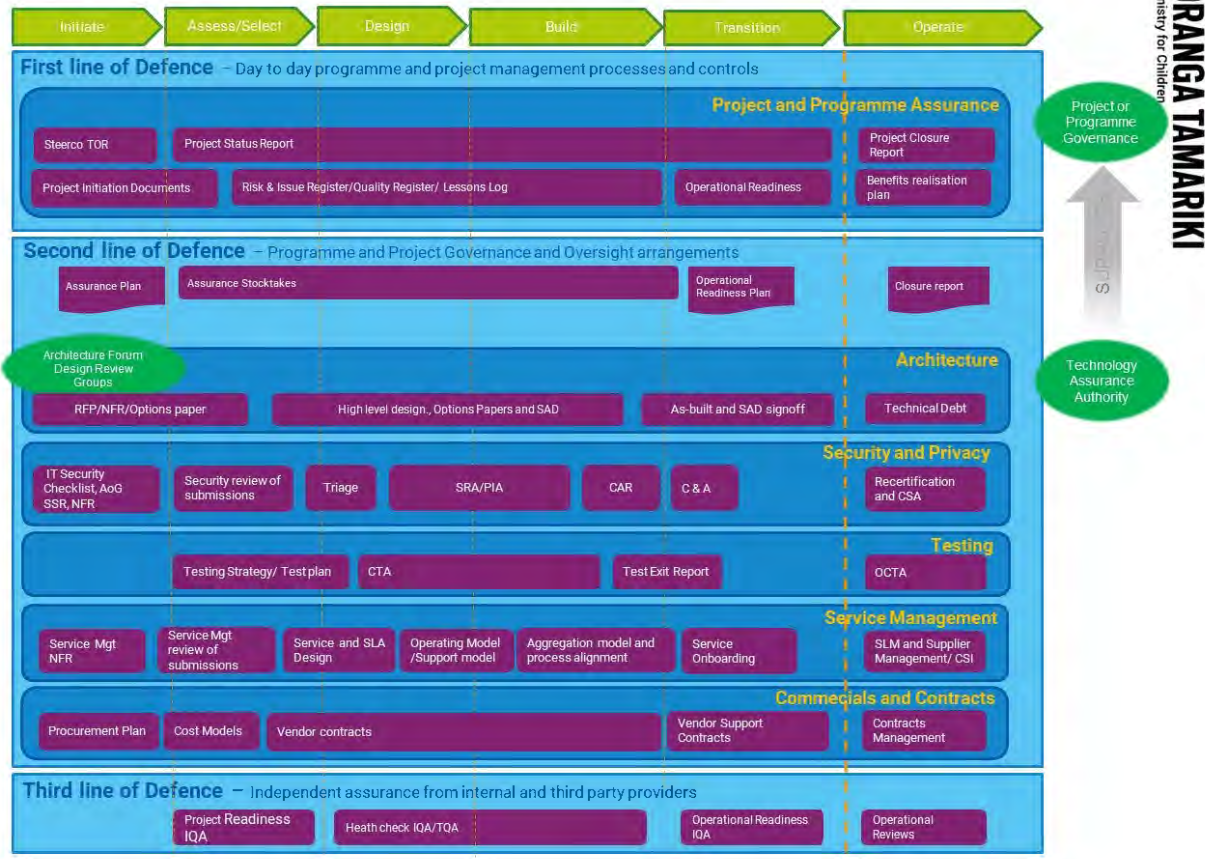 Initiate
Assess/Select
Design
Build
Transition
Operate
First line of Defence – Day to day programme and project management processes and controls
Project and Programme Assurance
Steerco TOR
Project Status Report
Project Closure
Report
Project Initiation Documents
Risk & Issue Register/Quality Register/ Lessons Log
Operational Readiness
Benefits realisation
plan
Second line of Defence – Programme and Project Governance and Oversight arrangements
Assurance Plan
Assurance Stocktakes
Operational
Readiness Plan
Closure report
Architecture Forum
Design Review
Groups
Architecture
RFP/NFR/Options paper
High level design., Options Papers and SAD
As-built and SAD signoff
Technical Debt
Security and Privacy
IT Security
Checklist, AoG
SSR, NFR
Security review of
submissions
Triage
SRA/PIA
CAR
C & A
Recertification
and CSA
Testing
Testing Strategy/ Test plan
CTA
Test Exit Report
OCTA
Service Management
Service Mgt
NFR
Service Mgt
review of
submissions
Service and SLA
Design
Operating Model
/Support model
Aggregation model and
process alignment
Service
Onboarding
SLM and Supplier
Management/ CSI
Commecials and Contracts
Procurement Plan
Cost Models
Vendor contracts
Vendor Support
Contracts
Contracts
Management
Third line of Defence – Independent assurance from internal and third party providers
Project Readiness
IQA
Heath check IQA/TQA
Operational Readiness
IQA
Operational
Reviews
Project or
Programme
Governance
Technology
Assurance
Authority
RANGA TAMARIKI
istry for Children